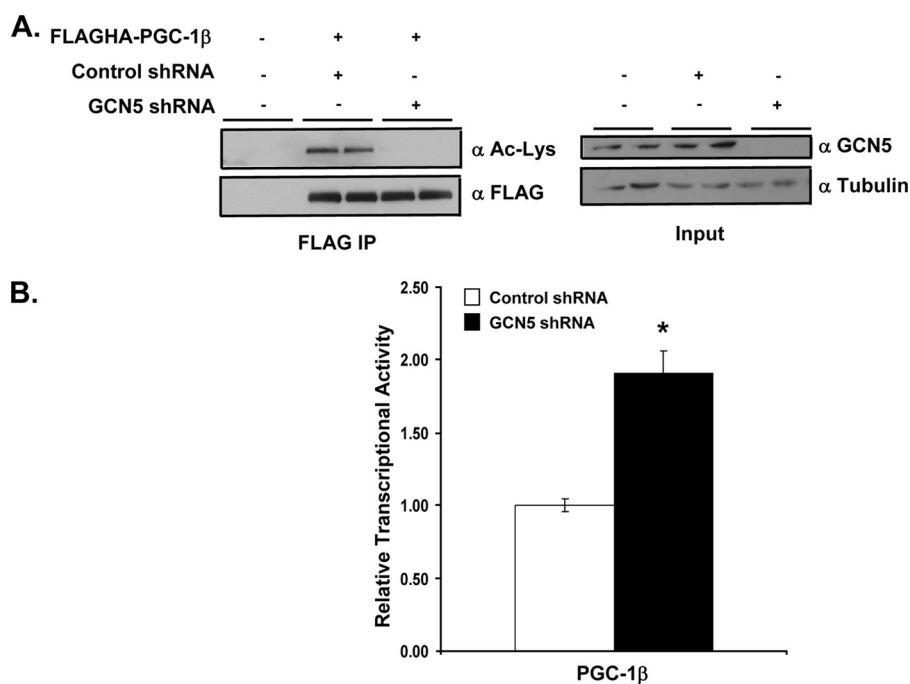 A.
FLAGHA-PGC-1β - + +
Control shRNA - + - - + -
GCN5 shRNA - - + - - +
α Ac-Lys
α FLAG
FLAG IP
α GCN5
α Tubulin
Input
B.
Relative Transcriptional Activity
2.50
2.00
1.50
1.00
0.50
0.00
Control shRNA
GCN5 shRNA
*
PGC-1β